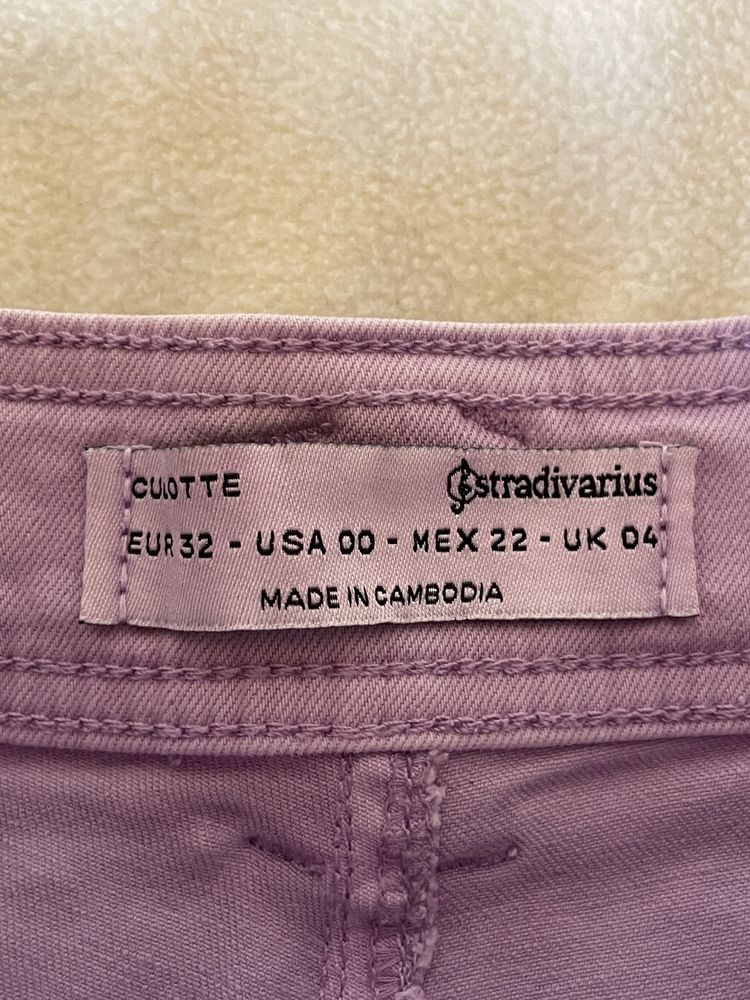 CULOTTE stradivarius
EUR 32 - USA 00 - MEX 22 - UK 04
MADE IN CAMBODIA